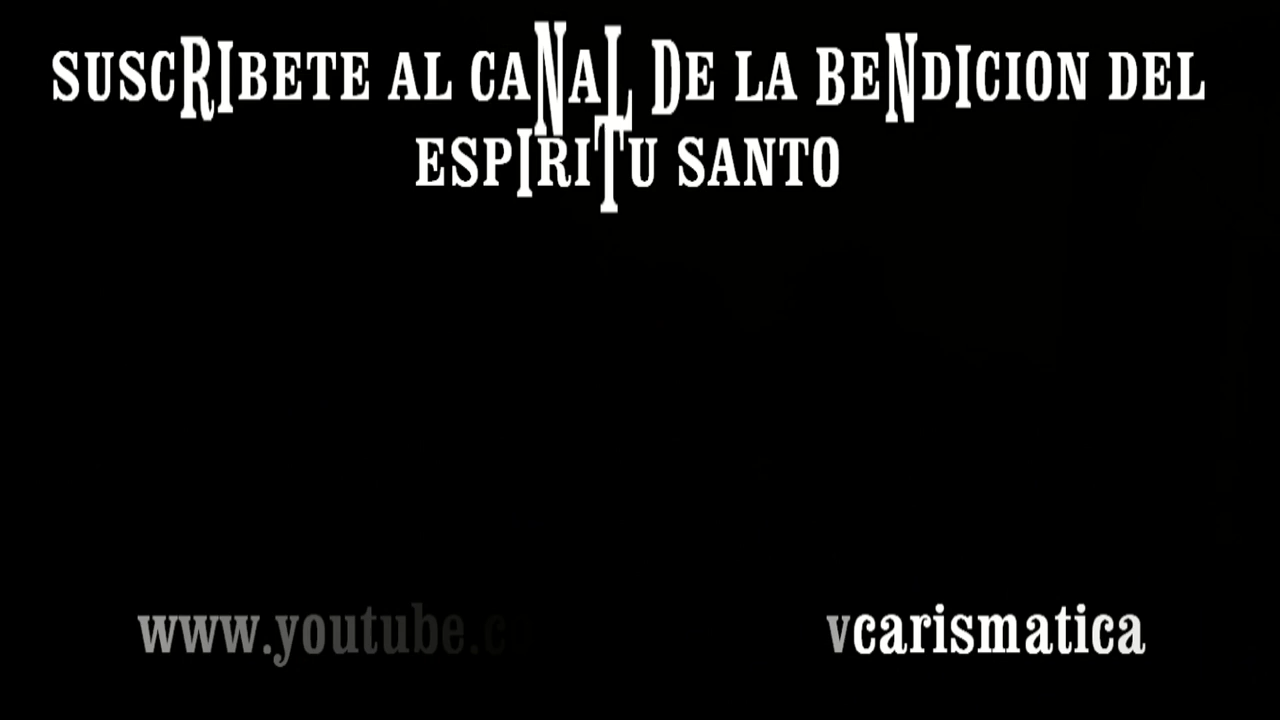 SUSCRIBETE AL CANAL DE LA BENDICION DEL
ESPIRITU SANTO
www.youtube.c vcarismatica